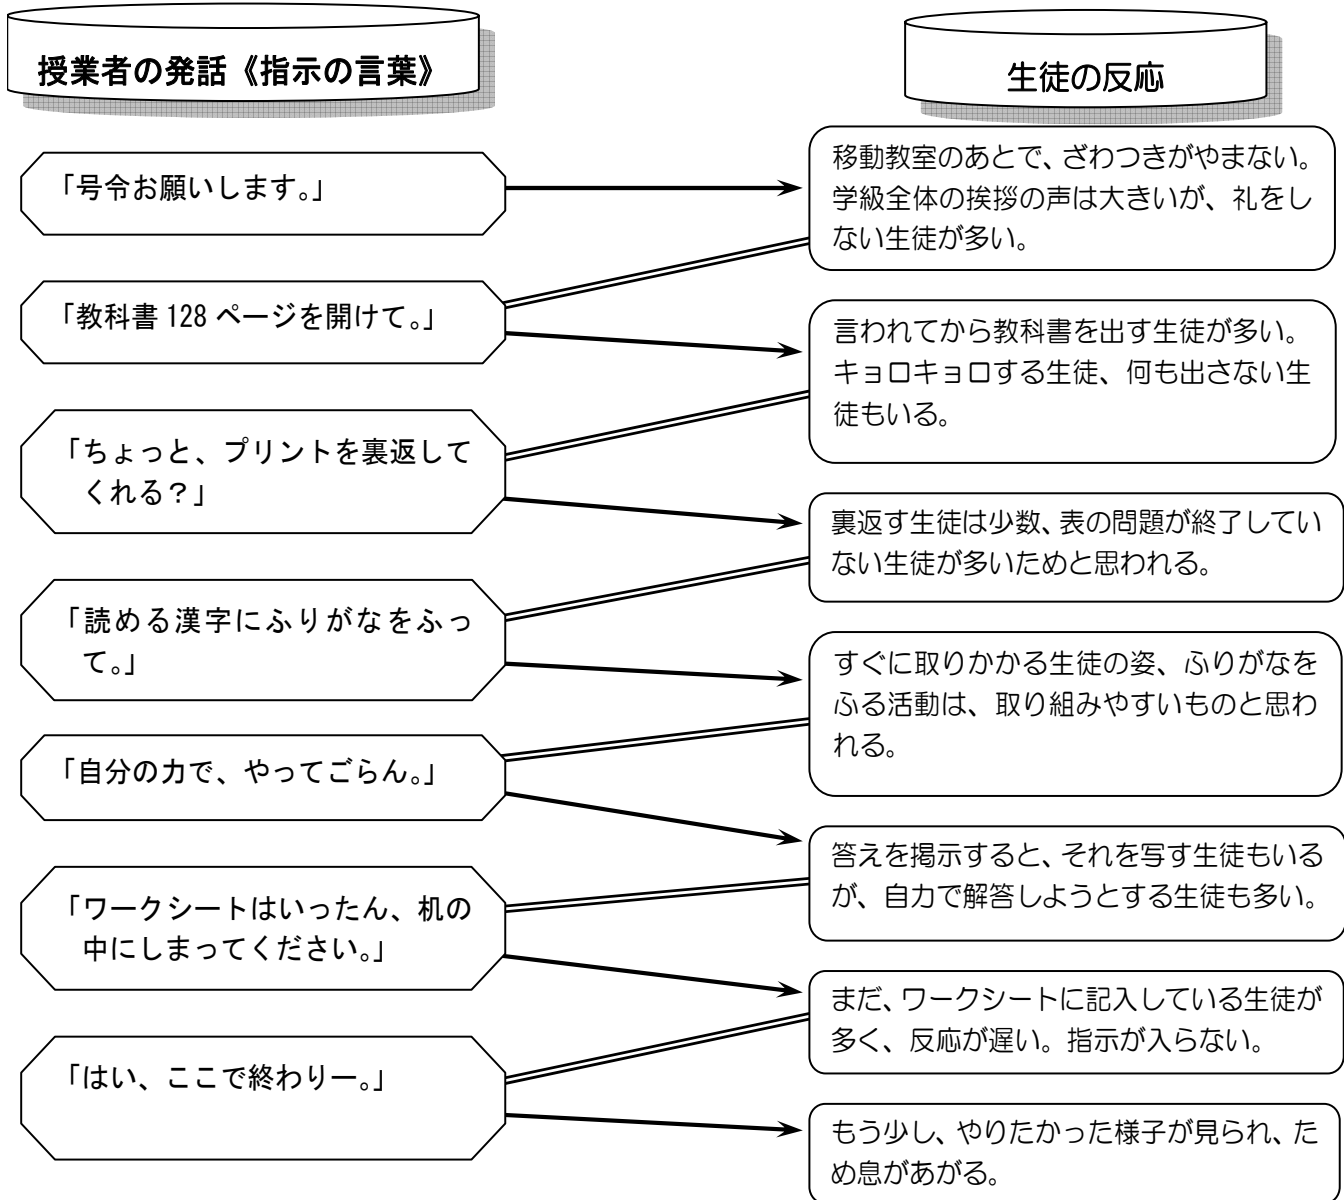 授業者の発話《指示の言葉》
生徒の反応
「号令お願いします。」
移動教室のあとで、ざわつきがやまない。
学級全体の挨拶の声は大きいが、礼をし
ない生徒が多い。
「教科書 128 ページを開けて。」
言われてから教科書を出す生徒が多い。
キョロキョロする生徒、何も出さない生
徒もいる。
「ちょっと、プリントを裏返して
くれる？」
裏返す生徒は少数、表の問題が終了してい
ない生徒が多いためと思われる。
「読める漢字にふりがなをふっ
て。」
すぐに取りかかる生徒の姿、ふりがなを
ふる活動は、取り組みやすいものと思わ
れる。
「自分の力で、やってごらん。」
答えを掲示すると、それを写す生徒もいる
が、自力で解答しようとする生徒も多い。
「ワークシートはいったん、机の
中にしまってください。」
まだ、ワークシートに記入している生徒が
多く、反応が遅い。指示が入らない。
「はい、ここで終わりー。」
もう少し、やりたかった様子が見られ、た
め息があがる。